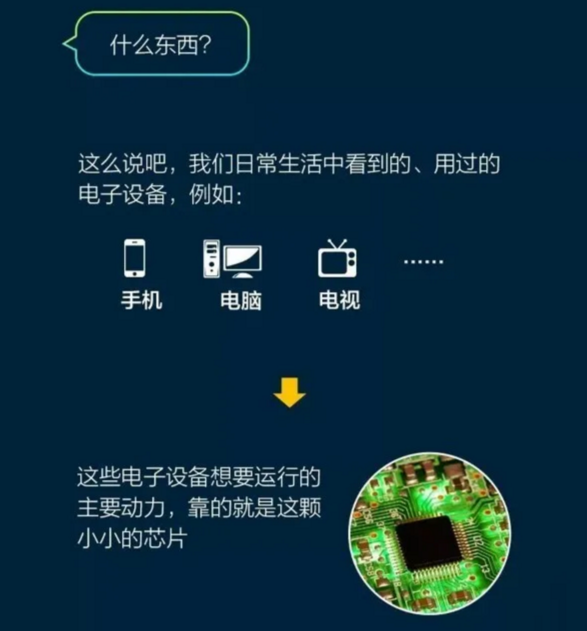 什么东西?
这么说吧，我们日常生活中看到的、用过的
电子设备，例如：
手机 电脑 电视 ……
这些电子设备想要运行的
主要动力，靠的就是这颗
小小的芯片